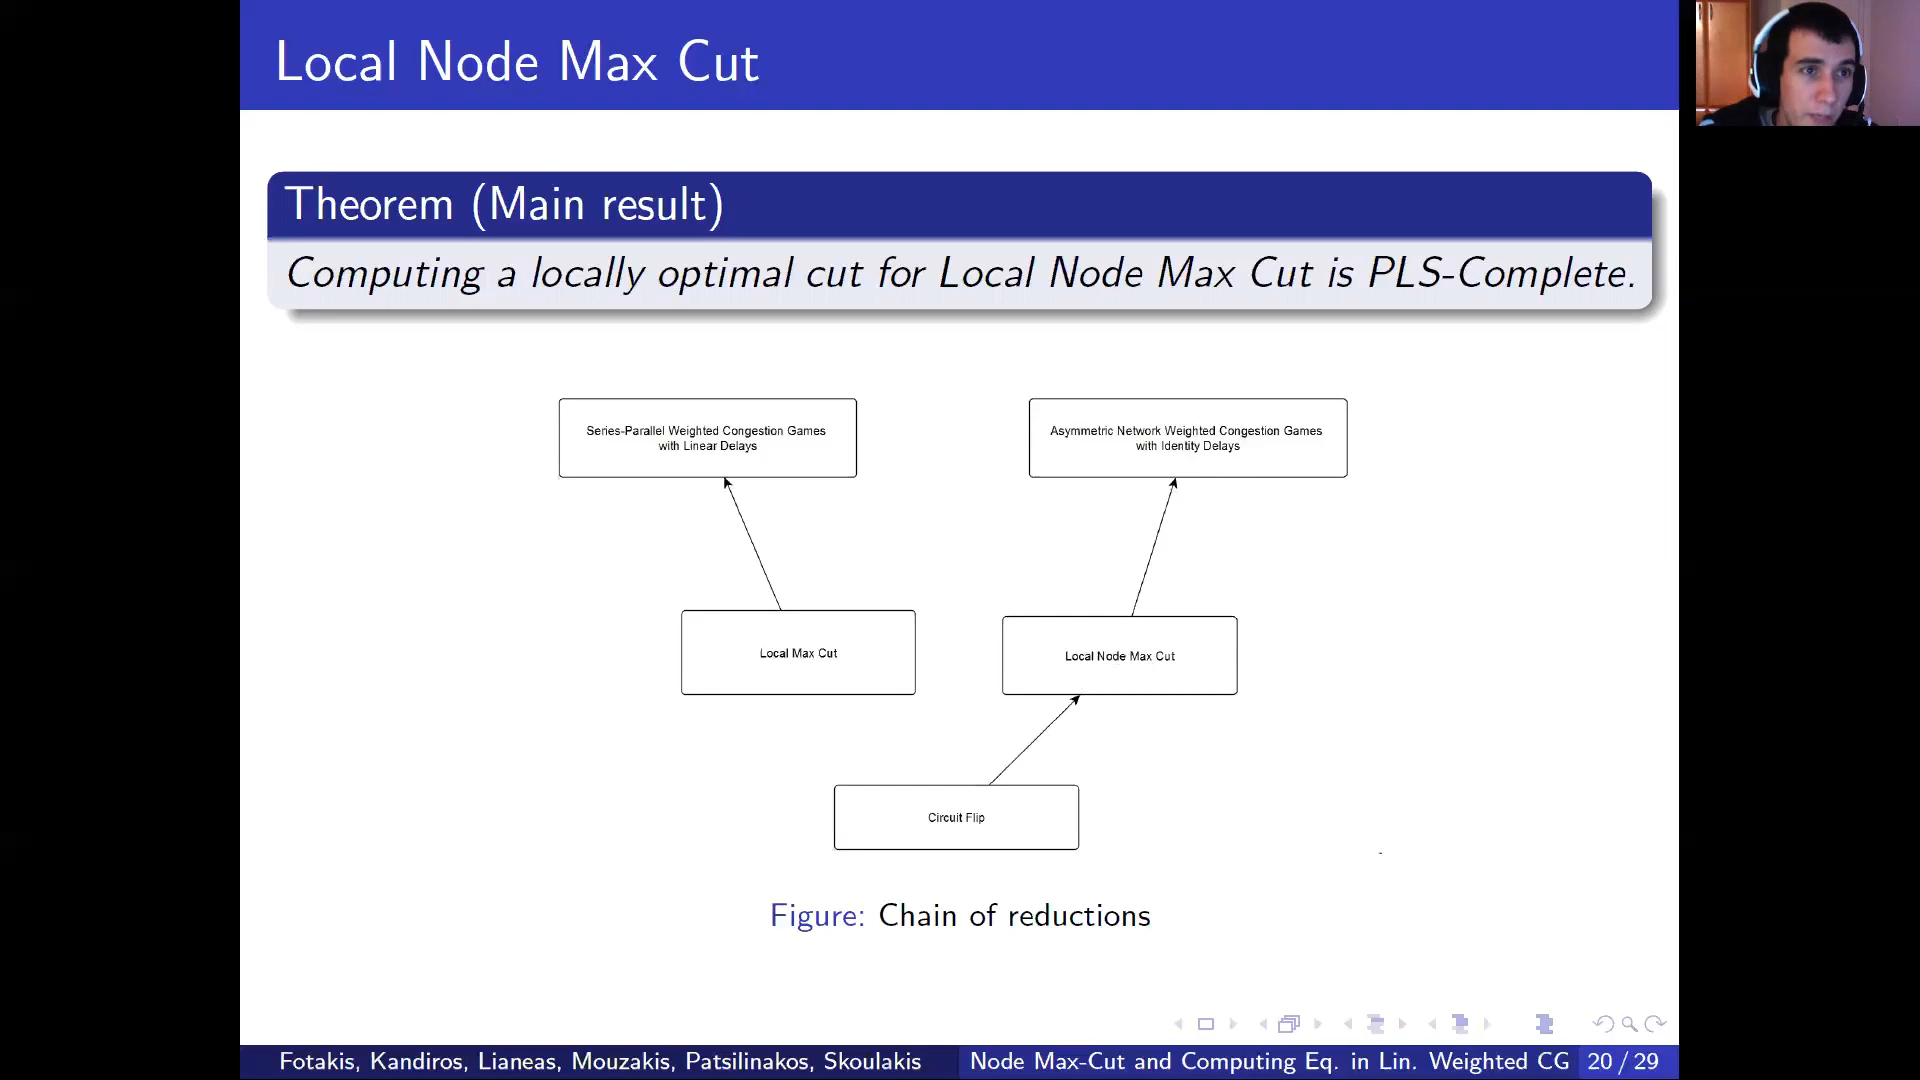 Local Node Max Cut
Theorem (Main result)
Computing a locally optimal cut for Local Node Max Cut is PLS-Complete.
Series-Parallel Weighted Congestion Games
with Linear Delays
Asymmetric Network Weighted Congestion Games
with Identity Delays
Local Max Cut
Local Node Max Cut
Circuit Flip
Figure: Chain of reductions
Fotakis, Kandiros, Lianeas, Mouzakis, Patsilinakos, Skoulakis
Node Max-Cut and Computing Eq. in Lin. Weighted CG
20 / 29